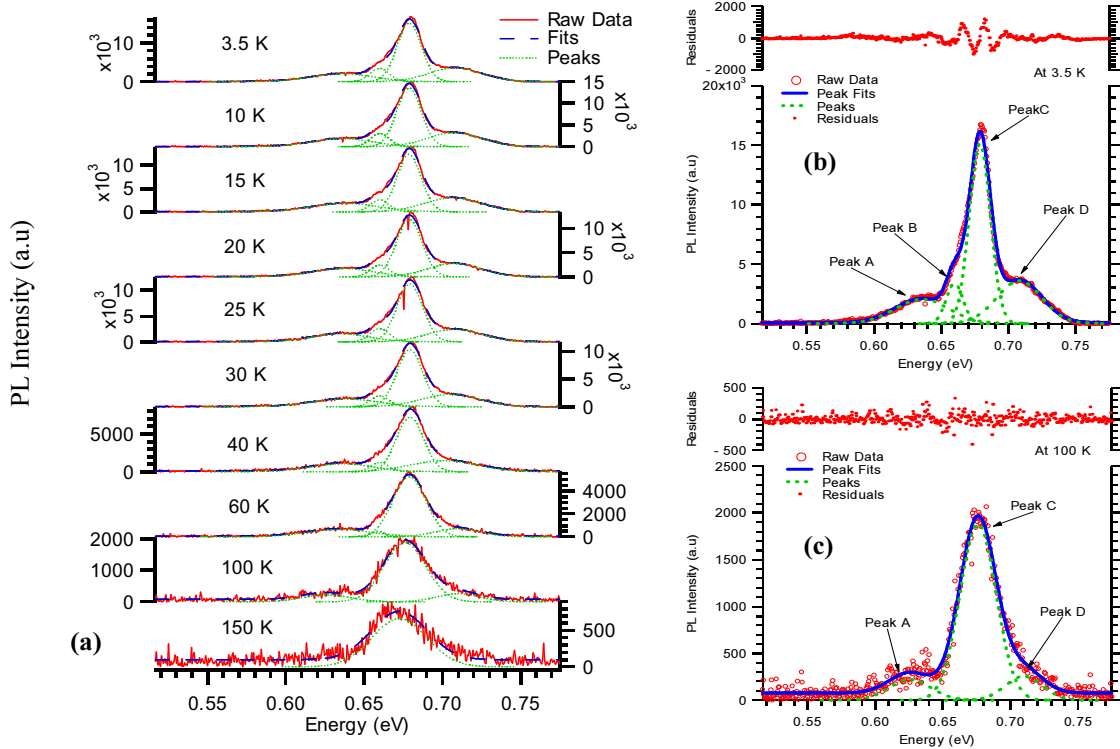 PL Intensity (a.u)
Raw Data
Fits
Peaks
3.5 K
10
0
x10³
10 K
15
10
5
0
x10³
15 K
10
5
0
x10³
20 K
10
5
0
x10³
25 K
10
5
0
x10³
30 K
10
5
0
x10³
40 K
5000
0
60 K
4000
2000
0
100 K
2000
1000
0
150 K
500
0
(a)
0.55
0.60
0.65
0.70
0.75
Energy (eV)
2000
0
-2000
Residuals
At 3.5 K
20x10³
15
10
5
0
PL Intensity (a.u)
Raw Data
Peak Fits
Peaks
Residuals
(b)
PeakC
Peak B
Peak A
Peak D
0.55
0.60
0.65
0.70
0.75
Energy (eV)
500
0
-500
Residuals
At 100 K
2500
2000
1500
1000
500
0
PL Intensity (a.u)
Raw Data
Peak Fits
Peaks
Residuals
(c)
Peak C
Peak A
Peak D
0.55
0.60
0.65
0.70
0.75
Energy (eV)